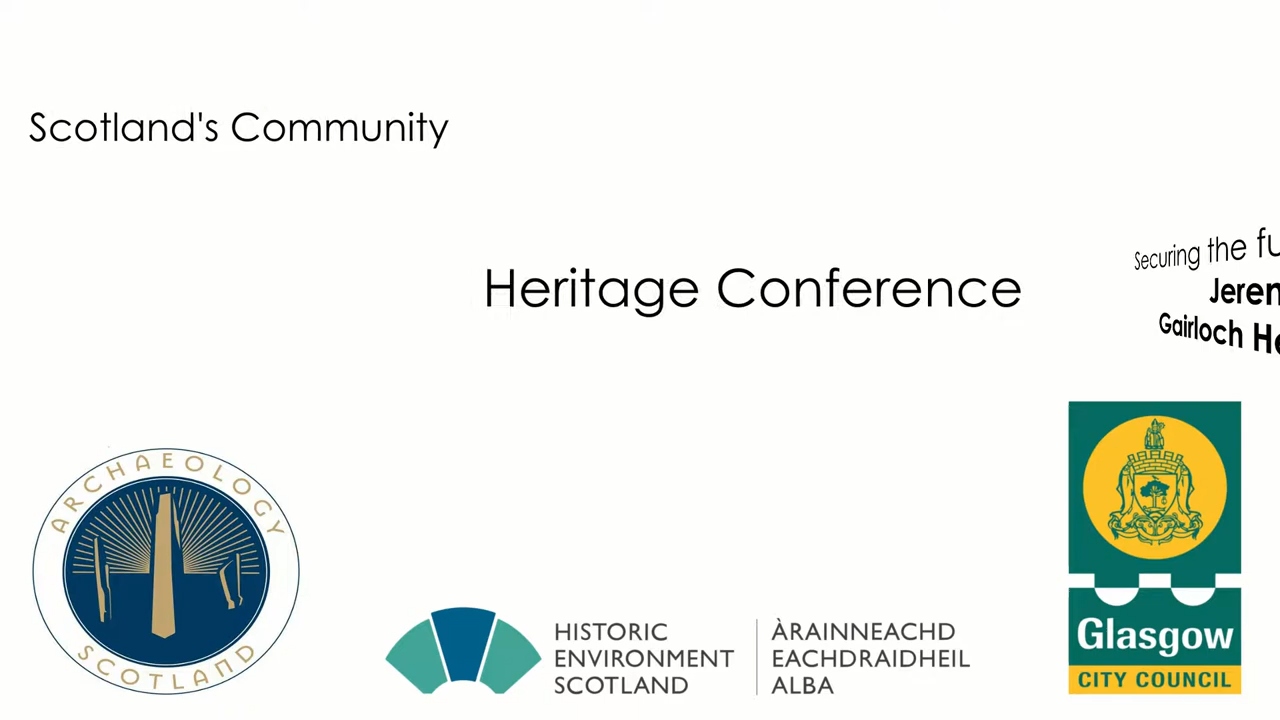 Scotland's Community
Heritage Conference
Securing the fu
Jerem
Gairloch He
ARCHAEOLOGY
SCOTLAND
HISTORIC
ENVIRONMENT
SCOTLAND
ÀRAINNEACHD
EACHDRAIDHEIL
ALBA
Glasgow
CITY COUNCIL